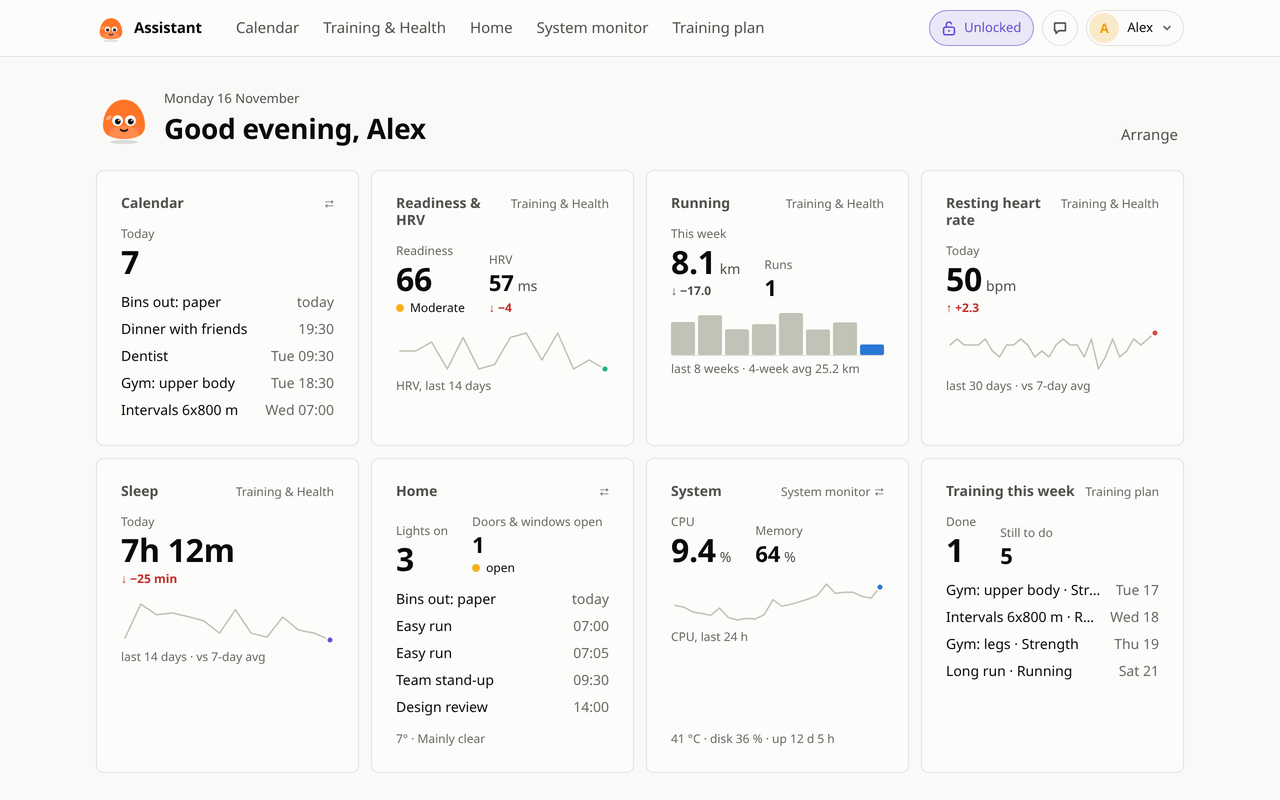 Assistant
Calendar
Training & Health
Home
System monitor
Training plan
Unlocked
A
Alex
Monday 16 November
Good evening, Alex
Arrange
Calendar
Today
7
Bins out: paper today
Dinner with friends 19:30
Dentist Tue 09:30
Gym: upper body Tue 18:30
Intervals 6x800 m Wed 07:00
Readiness & HRV
Training & Health
Readiness
66
Moderate
HRV
57 ms
↓ −4
HRV, last 14 days
Running
Training & Health
This week
8.1 km
↓ −17.0
Runs
1
last 8 weeks · 4-week avg 25.2 km
Resting heart rate
Training & Health
Today
50 bpm
↑ +2.3
last 30 days · vs 7-day avg
Sleep
Training & Health
Today
7h 12m
↓ −25 min
last 14 days · vs 7-day avg
Home
Lights on
3
Doors & windows open
1
open
Bins out: paper today
Easy run 07:00
Easy run 07:05
Team stand-up 09:30
Design review 14:00
7° · Mainly clear
System
System monitor
CPU
9.4 %
Memory
64 %
CPU, last 24 h
41 °C · disk 36 % · up 12 d 5 h
Training this week
Training plan
Done
1
Still to do
5
Gym: upper body · Str... Tue 17
Intervals 6x800 m · R... Wed 18
Gym: legs · Strength Thu 19
Long run · Running Sat 21